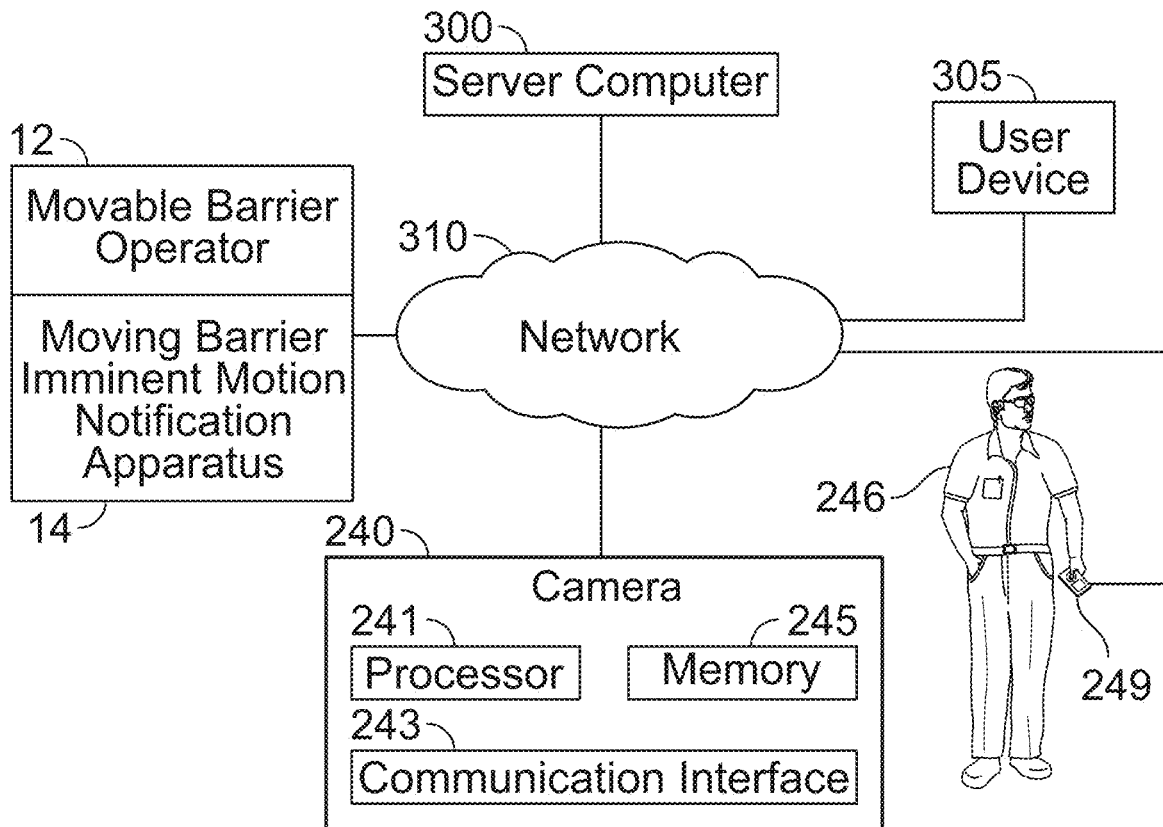 300
Server Computer
305
User
Device
12
Movable Barrier
Operator
310
Network
Moving Barrier
Imminent Motion
Notification
Apparatus
14
246
249
240
Camera
241
Processor
245
Memory
243
Communication Interface